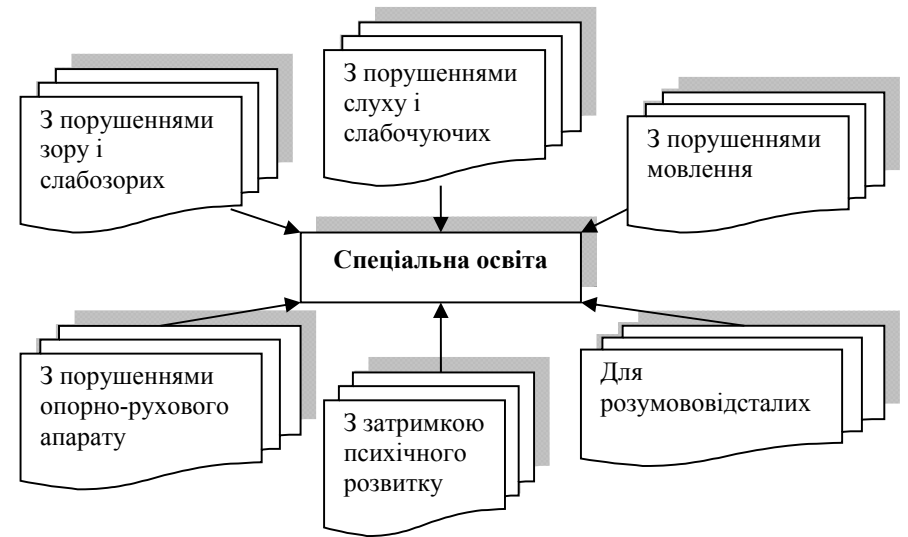 З порушеннями
зору і
слабозорих
З порушеннями
слуху і
слабочуючих
З порушеннями
мовлення
Спеціальна освіта
З порушеннями
опорно-рухового
апарату
З затримкою
психічного
розвитку
Для
розумововідсталих